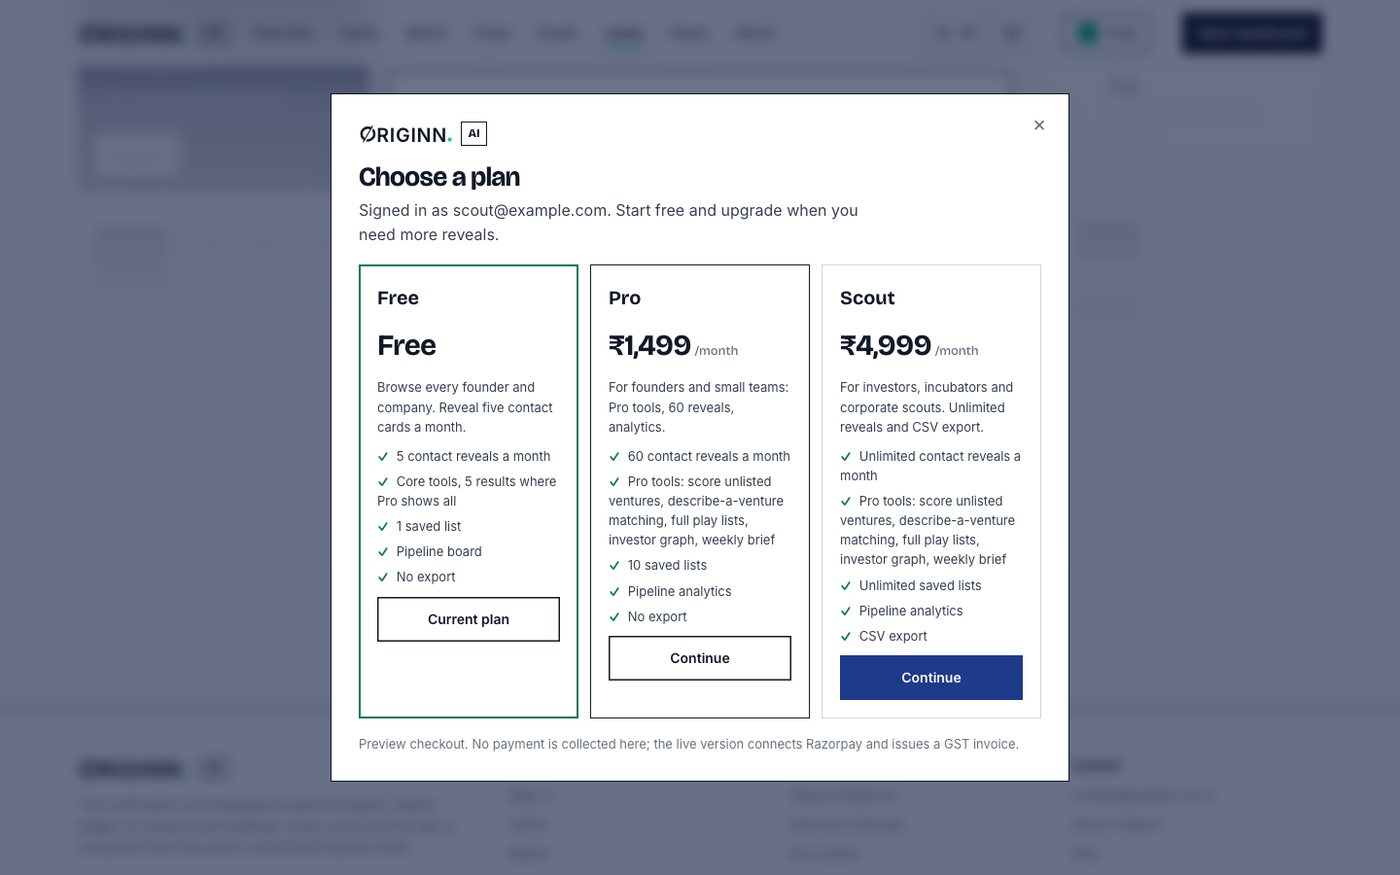 ØRIGINN. AI
Choose a plan
Signed in as scout@example.com. Start free and upgrade when you
need more reveals.
Free
Free
Browse every founder and
company. Reveal five contact
cards a month.
5 contact reveals a month
Core tools, 5 results where
Pro shows all
1 saved list
Pipeline board
No export
Current plan
Pro
₹1,499 /month
For founders and small teams:
Pro tools, 60 reveals,
analytics.
60 contact reveals a month
Pro tools: score unlisted
ventures, describe-a-venture
matching, full play lists,
investor graph, weekly brief
10 saved lists
Pipeline analytics
No export
Continue
Scout
₹4,999 /month
For investors, incubators and
corporate scouts. Unlimited
reveals and CSV export.
Unlimited contact reveals a
month
Pro tools: score unlisted
ventures, describe-a-venture
matching, full play lists,
investor graph, weekly brief
Unlimited saved lists
Pipeline analytics
CSV export
Continue
Preview checkout. No payment is collected here; the live version connects Razorpay and issues a GST invoice.